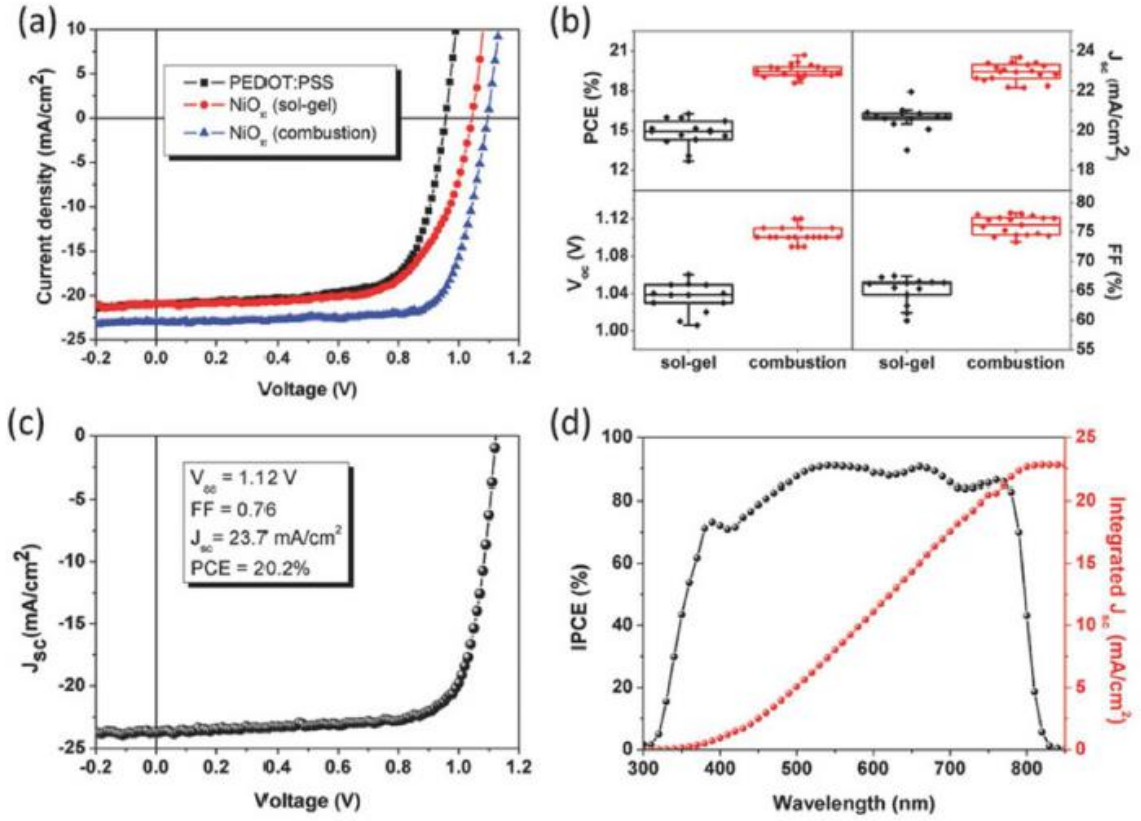 (a)
10
5
0
-5
-10
-15
-20
-25
Current density (mA/cm²)
PEDOT:PSS
NiOₓ (sol-gel)
NiOₓ (combustion)
-0.2 0.0 0.2 0.4 0.6 0.8 1.0 1.2
Voltage (V)
(b)
21
18
15
12
PCE (%)
24
22
20
18
Jsc (mA/cm²)
1.12
1.08
1.04
1.00
Voc (V)
80
75
70
65
60
55
FF (%)
sol-gel combustion sol-gel combustion
(c)
0
-5
-10
-15
-20
-25
JSC(mA/cm²)
V = 1.12 V
FF = 0.76
Jsc = 23.7 mA/cm²
PCE = 20.2%
-0.2 0.0 0.2 0.4 0.6 0.8 1.0 1.2
Voltage (V)
(d)
100
80
60
40
20
0
IPCE (%)
25
20
15
10
5
0
Integrated Jsc (mA/cm²)
300 400 500 600 700 800
Wavelength (nm)